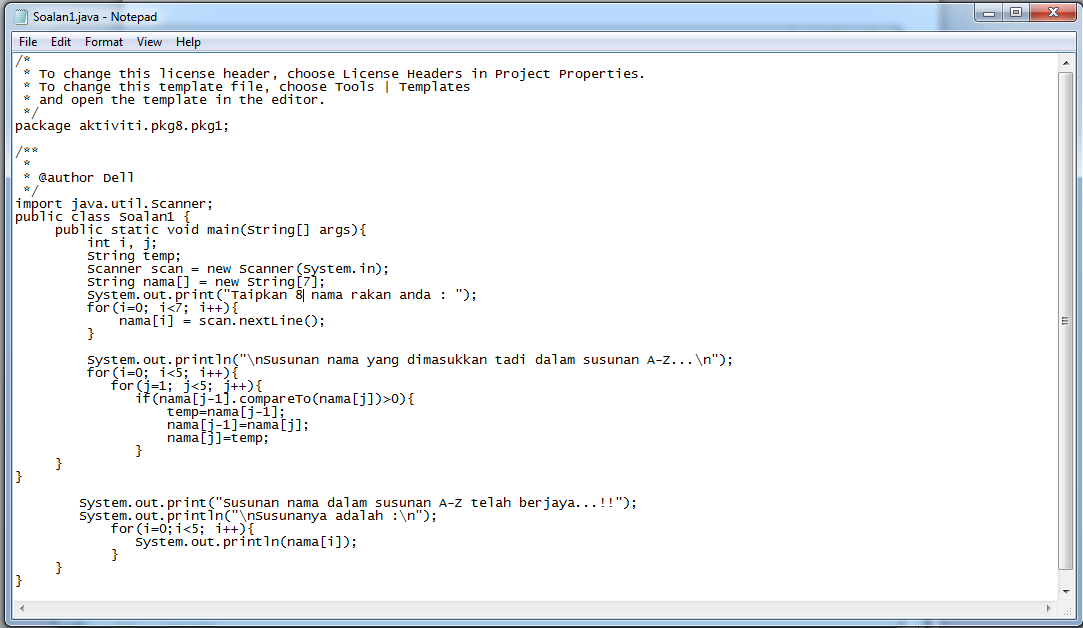 Soalan1.java - Notepad
File Edit Format View Help
/*
 * To change this license header, choose License Headers in Project Properties.
 * To change this template file, choose Tools | Templates
 * and open the template in the editor.
 */
package aktiviti.pkg8.pkg1;

/**
 *
 * @author Dell
 */
import java.util.Scanner;
public class Soalan1 {
     public static void main(String[] args){
         int i, j;
         String temp;
         Scanner scan = new Scanner(System.in);
         String nama[] = new String[7];
         System.out.print("Taipkan 8 nama rakan anda : ");
         for(i=0; i<7; i++){
             nama[i] = scan.nextLine();
         }

         System.out.println("\nSusunan nama yang dimasukkan tadi dalam susunan A-Z...\n");
         for(i=0; i<5; i++){
            for(j=1; j<5; j++){
               if(nama[j-1].compareTo(nama[j])>0){
                   temp=nama[j-1];
                   nama[j-1]=nama[j];
                   nama[j]=temp;
               }
     }
}

        System.out.print("Susunan nama dalam susunan A-Z telah berjaya...!!");
        System.out.println("\nSusunanya adalah :\n");
            for(i=0;i<5; i++){
               System.out.println(nama[i]);
            }
     }
}